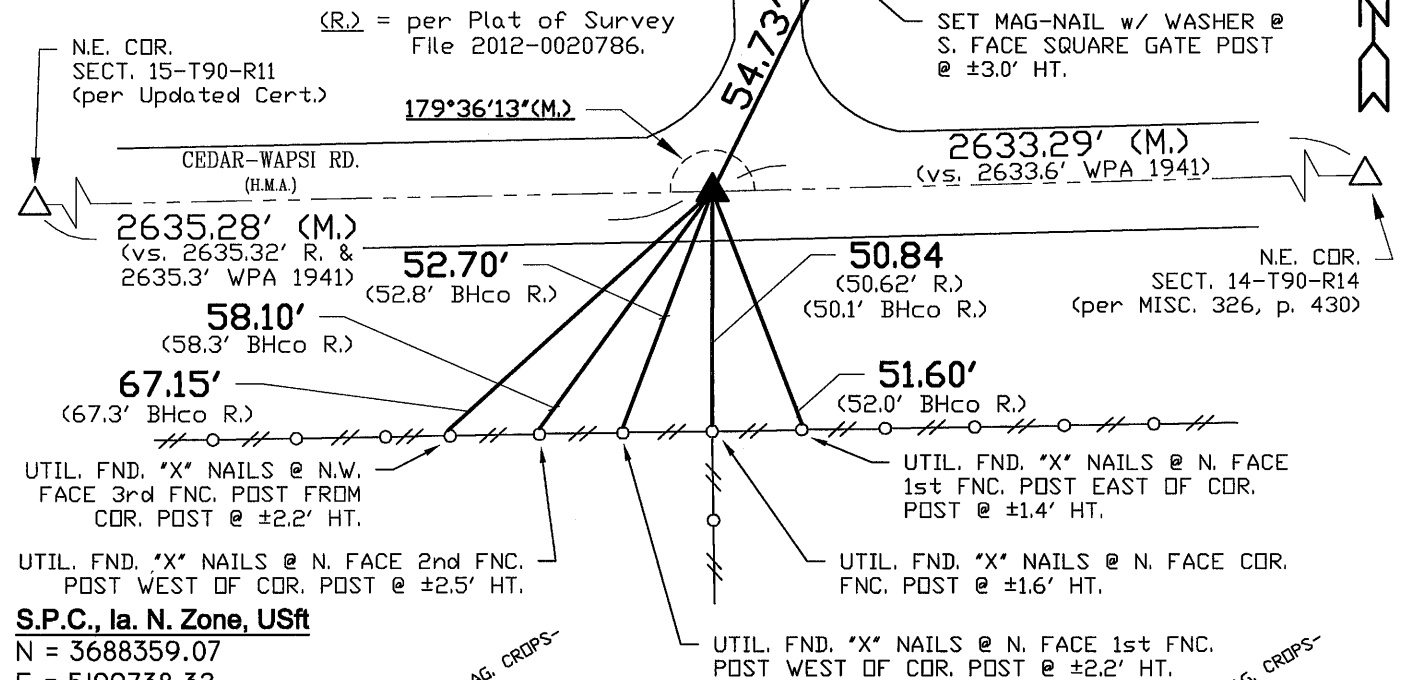 (R.) = per Plat of Survey
File 2012-0020786.
N.E. COR.
SECT. 15-T90-R11
(per Updated Cert.)
54.73'
SET MAG-NAIL w/ WASHER @
S. FACE SQUARE GATE POST
@ ±3.0' HT.
N
179°36'13"(M.)
CEDAR-WAPSI RD.
(H.M.A.)
2633.29' (M.)
(vs. 2633.6' WPA 1941)
2635.28' (M.)
(vs. 2635.32' R. &
2635.3' WPA 1941)
52.70'
(52.8' BHco R.)
50.84
(50.62' R.)
(50.1' BHco R.)
N.E. COR.
SECT. 14-T90-R14
(per MISC. 326, p. 430)
58.10'
(58.3' BHco R.)
67.15'
(67.3' BHco R.)
51.60'
(52.0' BHco R.)
UTIL. FND. "X" NAILS @ N.W.
FACE 3rd FNC. POST FROM
COR. POST @ ±2.2' HT.
UTIL. FND. "X" NAILS @ N. FACE
1st FNC. POST EAST OF COR.
POST @ ±1.4' HT.
UTIL. FND. "X" NAILS @ N. FACE 2nd FNC.
POST WEST OF COR. POST @ ±2.5' HT.
UTIL. FND. "X" NAILS @ N. FACE COR.
FNC. POST @ ±1.6' HT.
S.P.C., Ia. N. Zone, USft
N = 3688359.07
UTIL. FND. "X" NAILS @ N. FACE 1st FNC.
POST WEST OF COR. POST @ ±2.2' HT.
AG. CROPS-
AG. CROPS-